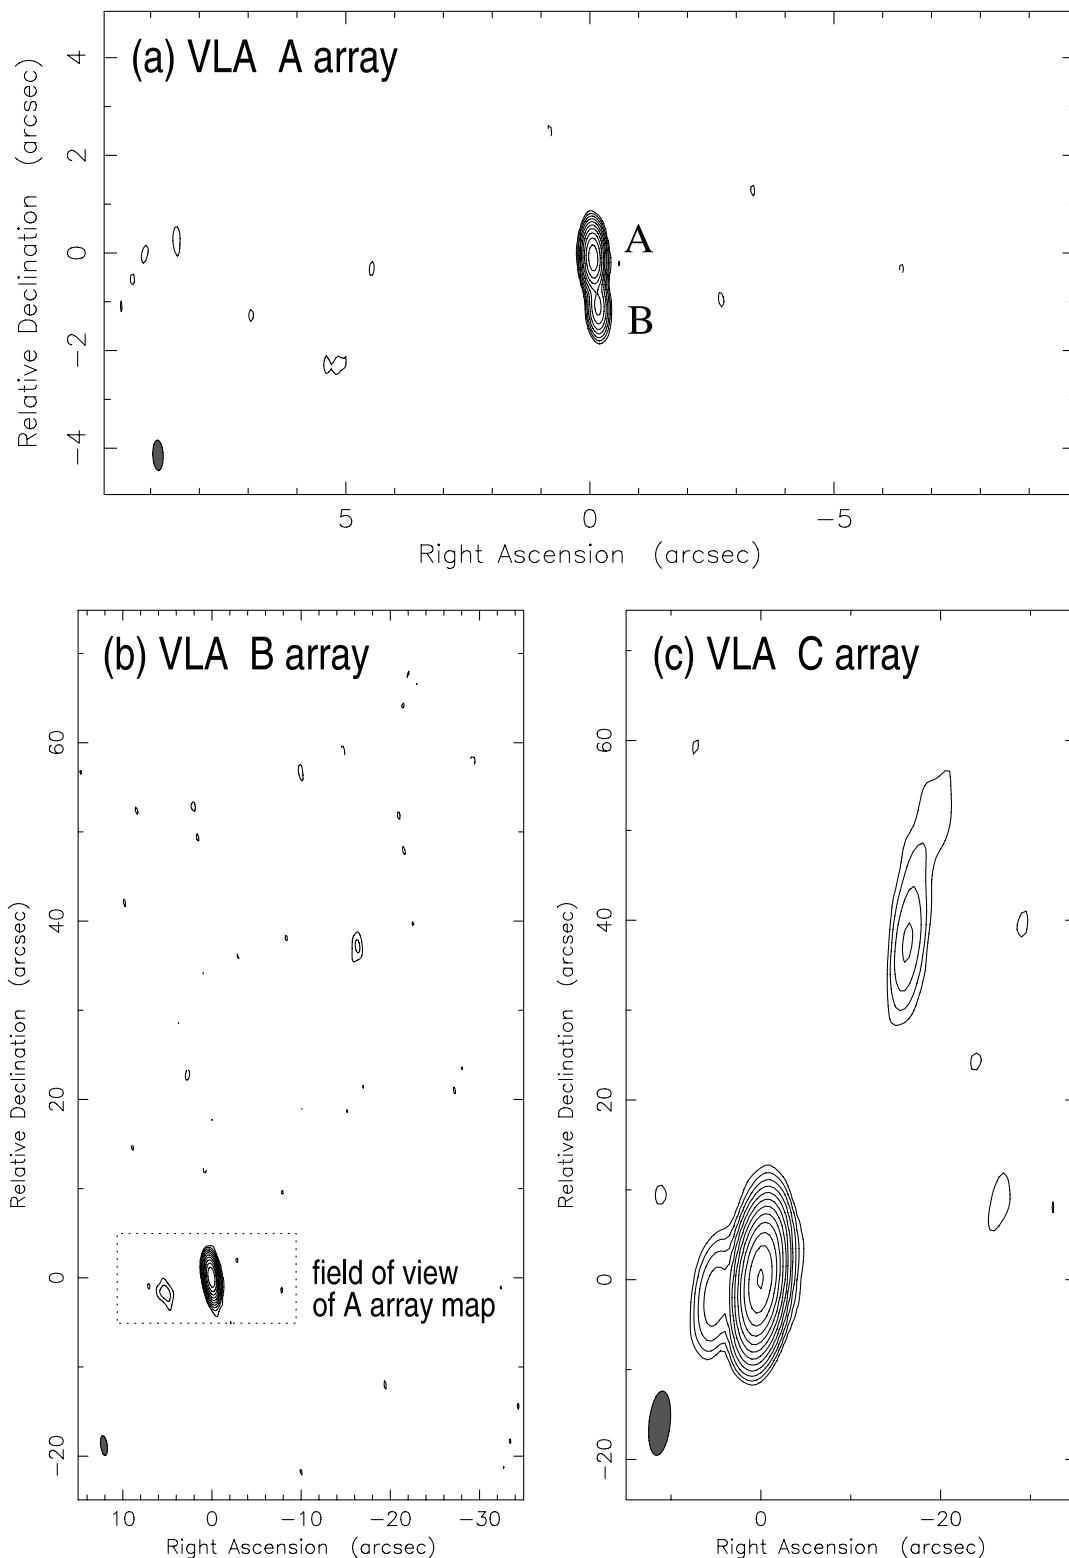 (a) VLA A array
Relative Declination (arcsec)
4
2
0
−2
−4
A
B
5
0
−5
Right Ascension (arcsec)
(b) VLA B array
Relative Declination (arcsec)
60
40
20
0
−20
field of view
of A array map
10
0
−10
−20
−30
Right Ascension (arcsec)
(c) VLA C array
Relative Declination (arcsec)
60
40
20
0
−20
0
−20
Right Ascension (arcsec)